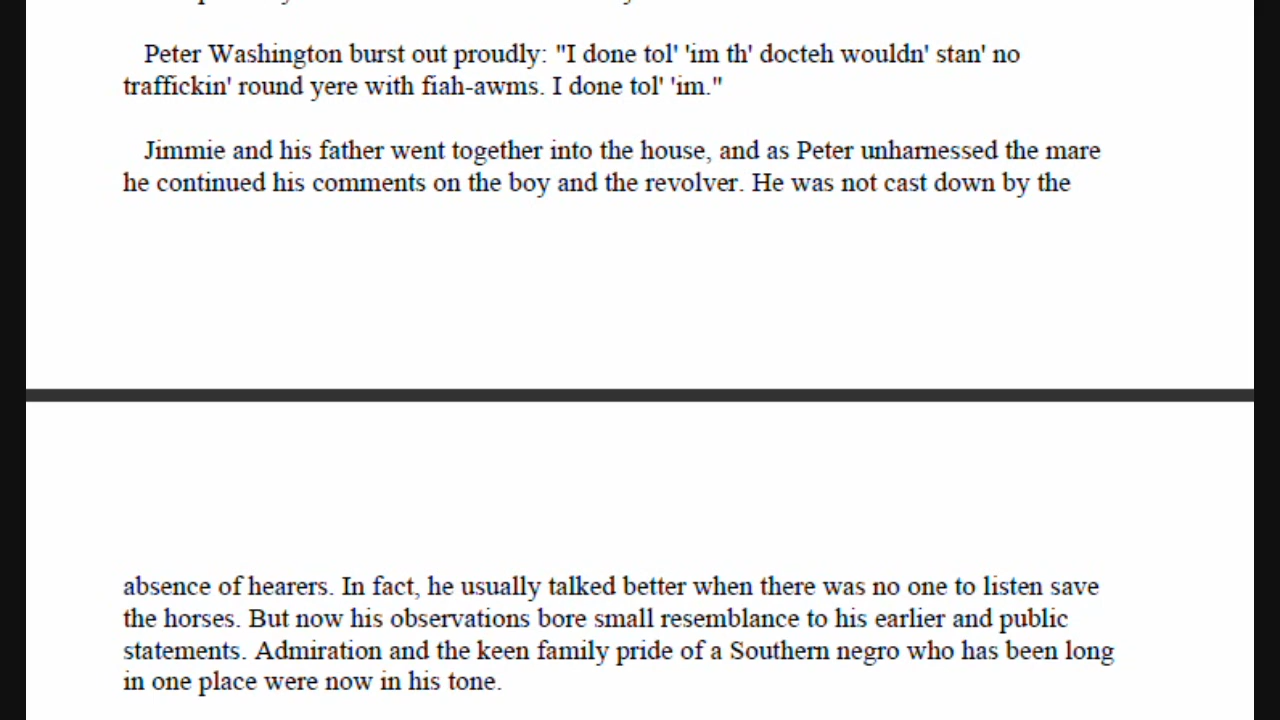 Peter Washington burst out proudly: "I done tol' 'im th' docteh wouldn' stan' no
traffickin' round yere with fiah-awms. I done tol' 'im."
Jimmie and his father went together into the house, and as Peter unharnessed the mare
he continued his comments on the boy and the revolver. He was not cast down by the
absence of hearers. In fact, he usually talked better when there was no one to listen save
the horses. But now his observations bore small resemblance to his earlier and public
statements. Admiration and the keen family pride of a Southern negro who has been long
in one place were now in his tone.